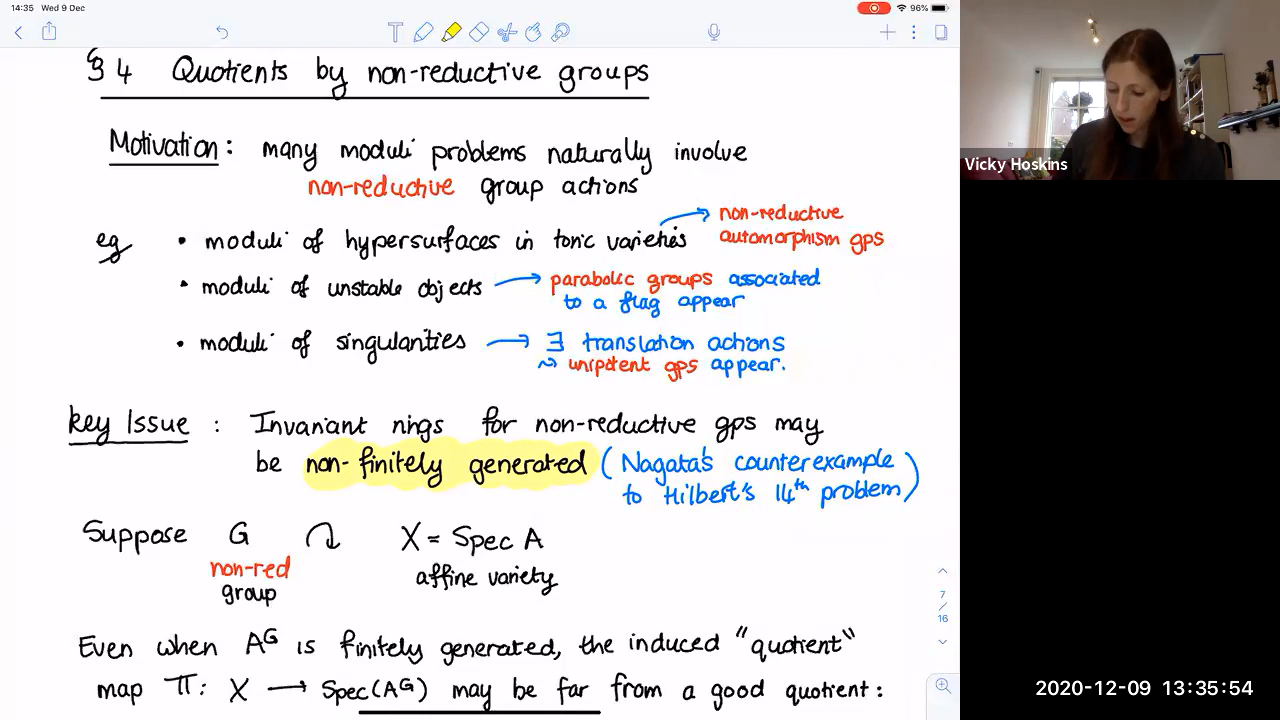 14:35 Wed 9 Dec
96%
§4 Quotients by non-reductive groups
Motivation: many moduli problems naturally involve
non-reductive group actions
eg • moduli of hypersurfaces in toric varieties → non-reductive
automorphism gps
• moduli of unstable objects → parabolic groups associated
to a flag appear
• moduli of singularities → ∃ translation actions
⇝ unipotent gps appear.
Key Issue : Invariant rings for non-reductive gps may
be non-finitely generated (Nagata's counterexample
to Hilbert's 14th problem)
Suppose G ↷ X = Spec A
non-red affine variety
group
Even when A^G is finitely generated, the induced "quotient"
map π: X → Spec(A^G) may be far from a good quotient:
7
/
16
Vicky Hoskins
2020-12-09 13:35:54